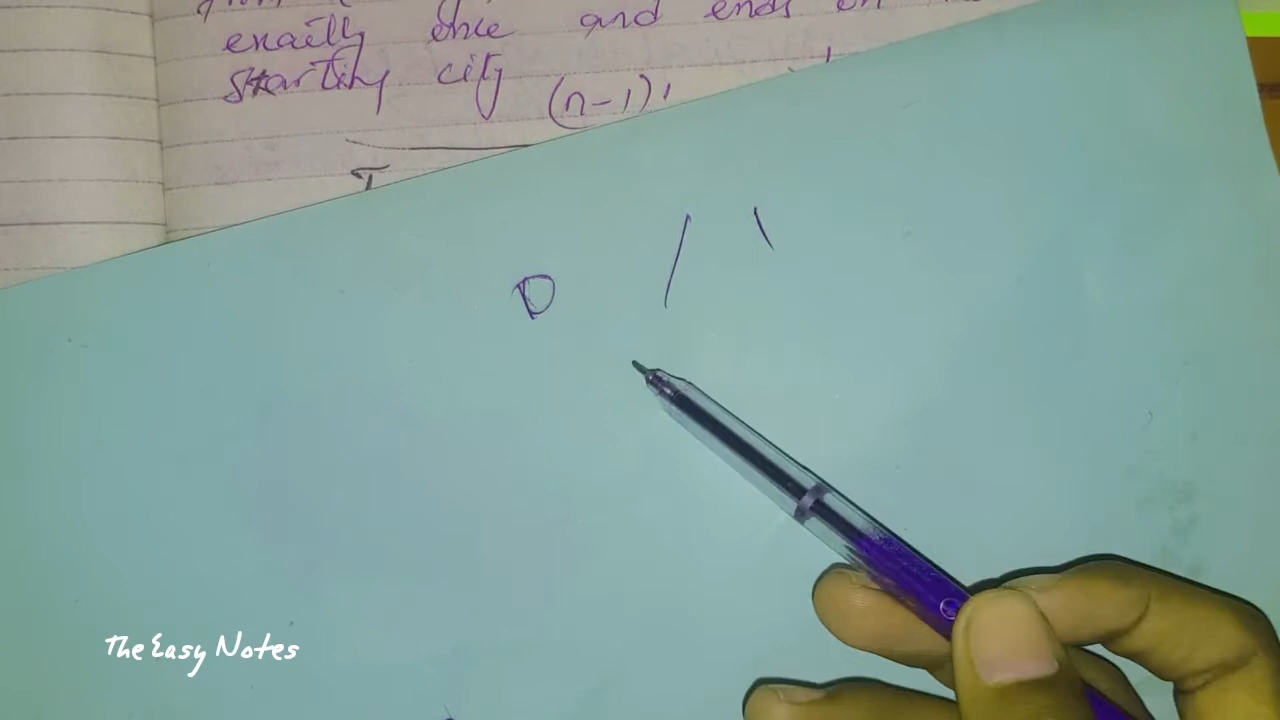 exactly once and ends on
starting city (n-1)!
D
The Easy Notes